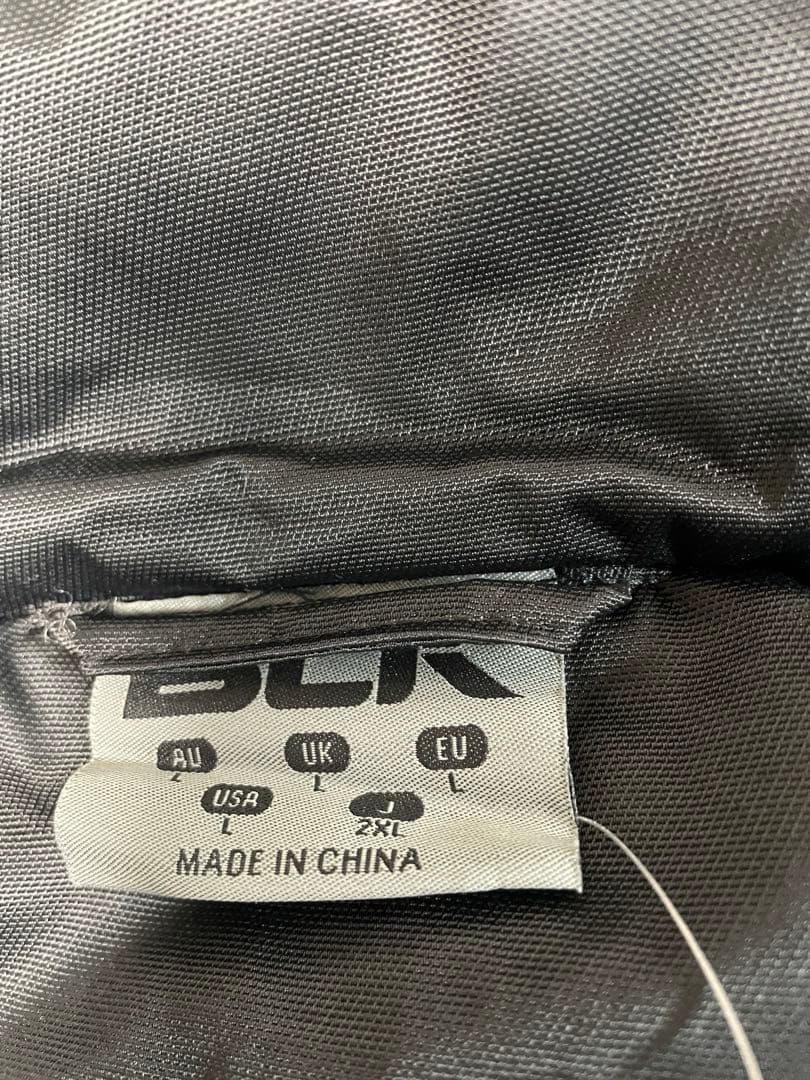 BLK
AU UK EU
L L L
USA J
L 2XL
MADE IN CHINA